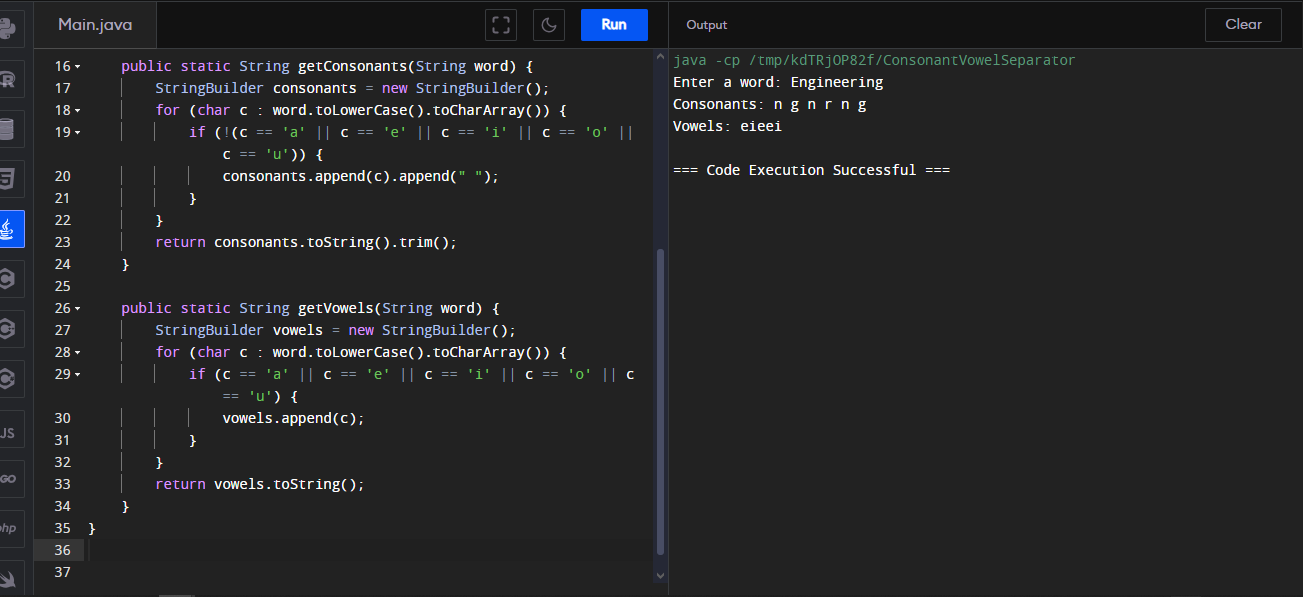 Main.java
Run
Output
Clear
16    public static String getConsonants(String word) {
17        StringBuilder consonants = new StringBuilder();
18        for (char c : word.toLowerCase().toCharArray()) {
19            if (!(c == 'a' || c == 'e' || c == 'i' || c == 'o' ||
                c == 'u')) {
20                consonants.append(c).append(" ");
21            }
22        }
23        return consonants.toString().trim();
24    }
25
26    public static String getVowels(String word) {
27        StringBuilder vowels = new StringBuilder();
28        for (char c : word.toLowerCase().toCharArray()) {
29            if (c == 'a' || c == 'e' || c == 'i' || c == 'o' || c
                == 'u') {
30                vowels.append(c);
31            }
32        }
33        return vowels.toString();
34    }
35 }
36
37
java -cp /tmp/kdTRjOP82f/ConsonantVowelSeparator
Enter a word: Engineering
Consonants: n g n r n g
Vowels: eieei
=== Code Execution Successful ===
R
JS
GO
php